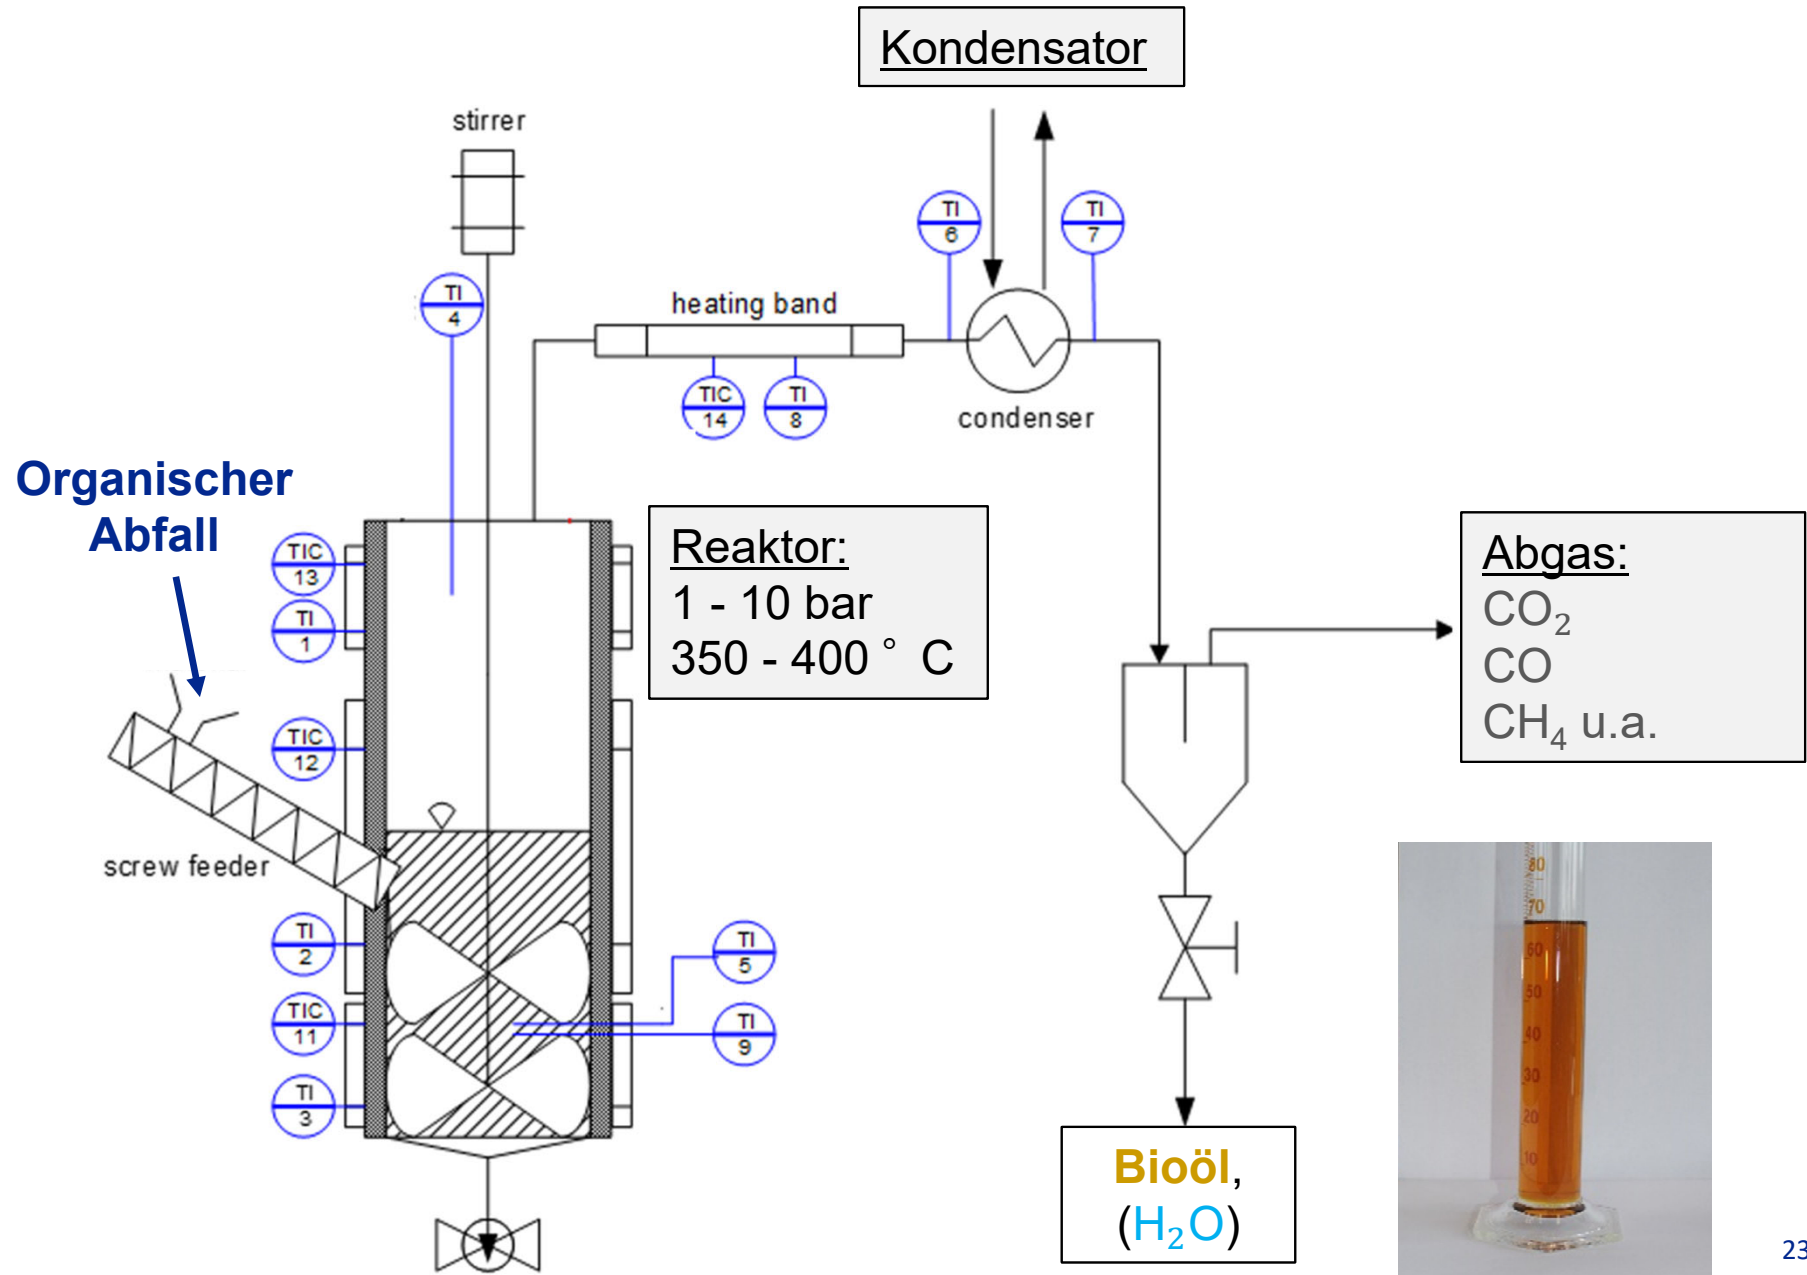 Kondensator
stirrer
TI
6
TI
7
TI
4
heating band
TIC
14
TI
8
condenser
Organischer
Abfall
TIC
13
TI
1
Reaktor:
1 - 10 bar
350 - 400 ° C
Abgas:
CO₂
CO
CH₄ u.a.
TIC
12
screw feeder
TI
2
TI
5
TIC
11
TI
9
TI
3
80
70
60
50
40
30
20
10
Bioöl,
(H₂O)
23